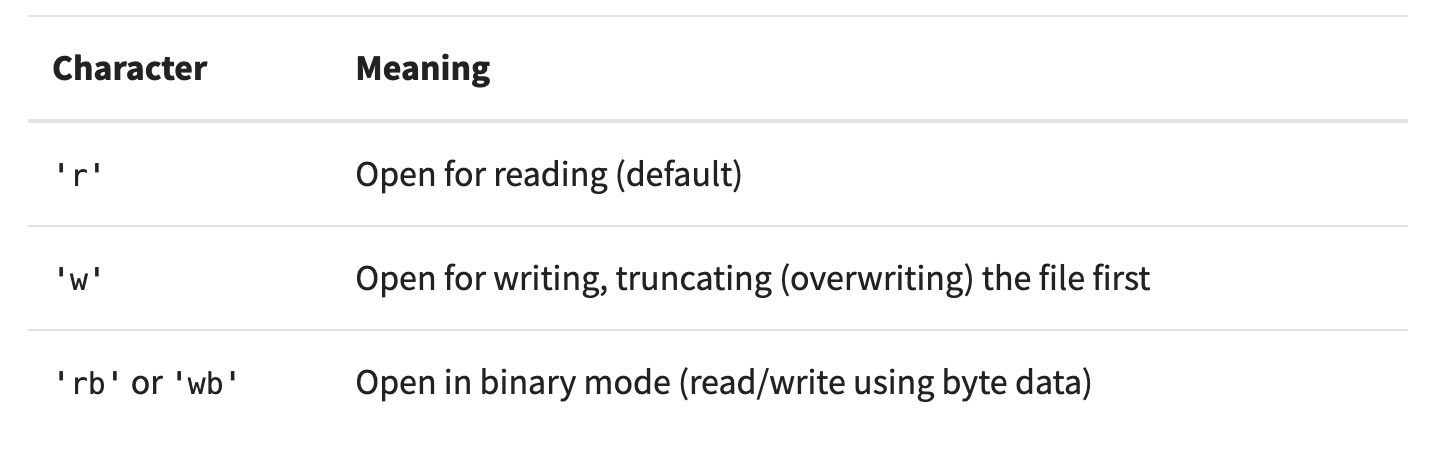 Character Meaning
'r' Open for reading (default)
'w' Open for writing, truncating (overwriting) the file first
'rb' or 'wb' Open in binary mode (read/write using byte data)